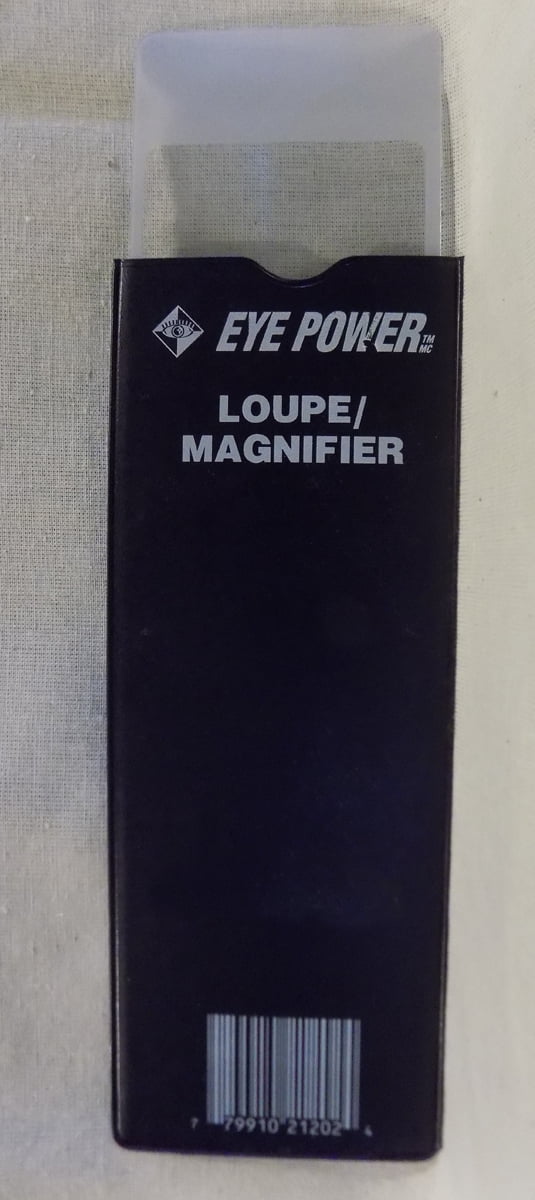 EYE POWER TM MC
LOUPE/
MAGNIFIER
7 79910 21202 4